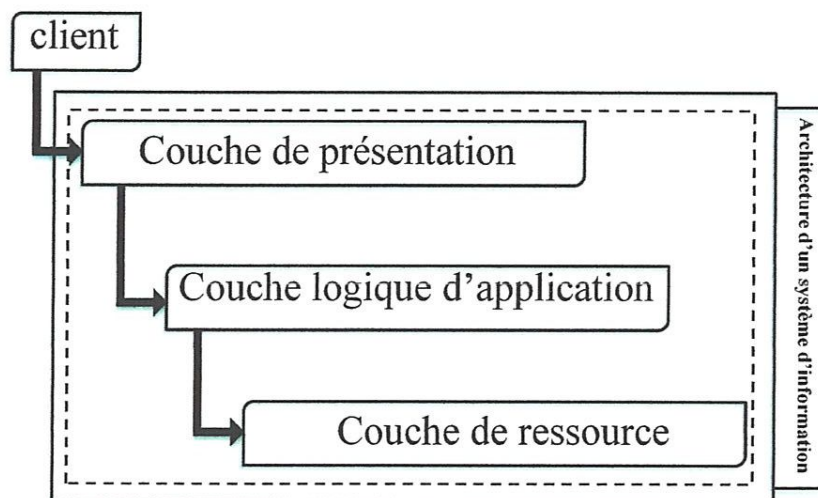 client
Couche de présentation
Couche logique d’application
Couche de ressource
Architecture d’un système d’information